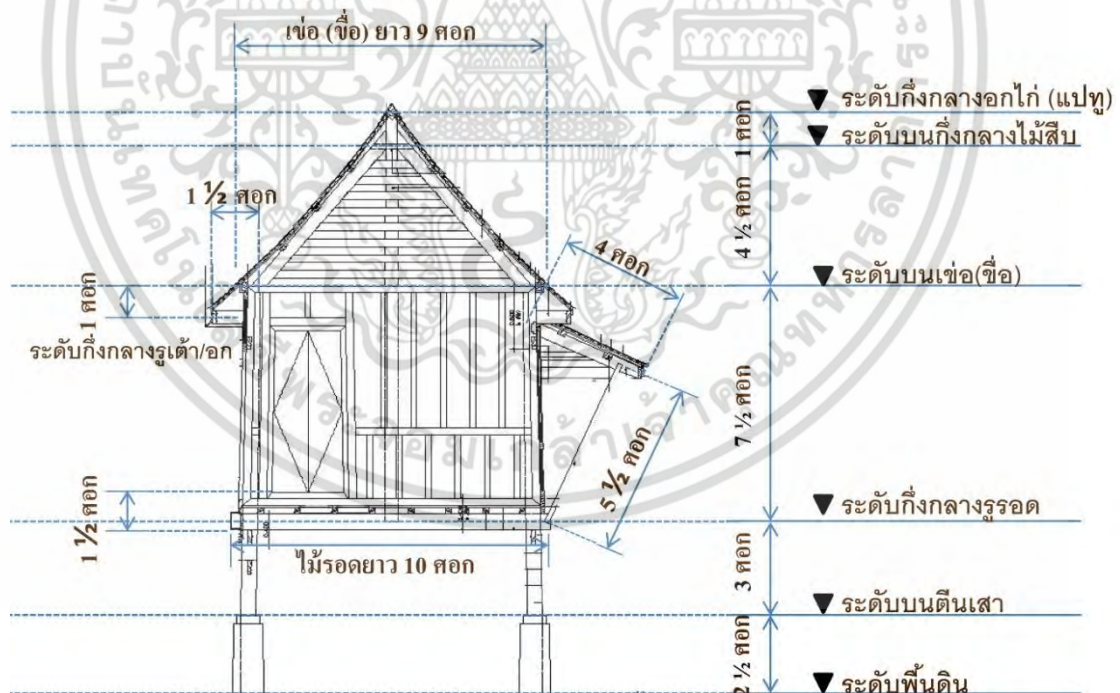 เข่อ (ขื่อ) ยาว 9 ศอก
ระดับกึ่งกลางอกไก่ (แปทู)
1 ศอก
ระดับบนกึ่งกลางไม้สืบ
1 ½ ศอก
4 ½ ศอก
4 ศอก
ระดับบนเข่อ(ขื่อ)
1 ศอก
ระดับกึ่งกลางรูเต้า/อก
7 ½ ศอก
5 ½ ศอก
1 ½ ศอก
ระดับกึ่งกลางรูรอด
ไม้รอดยาว 10 ศอก
3 ศอก
ระดับบนตีนเสา
2 ½ ศอก
ระดับพื้นดิน